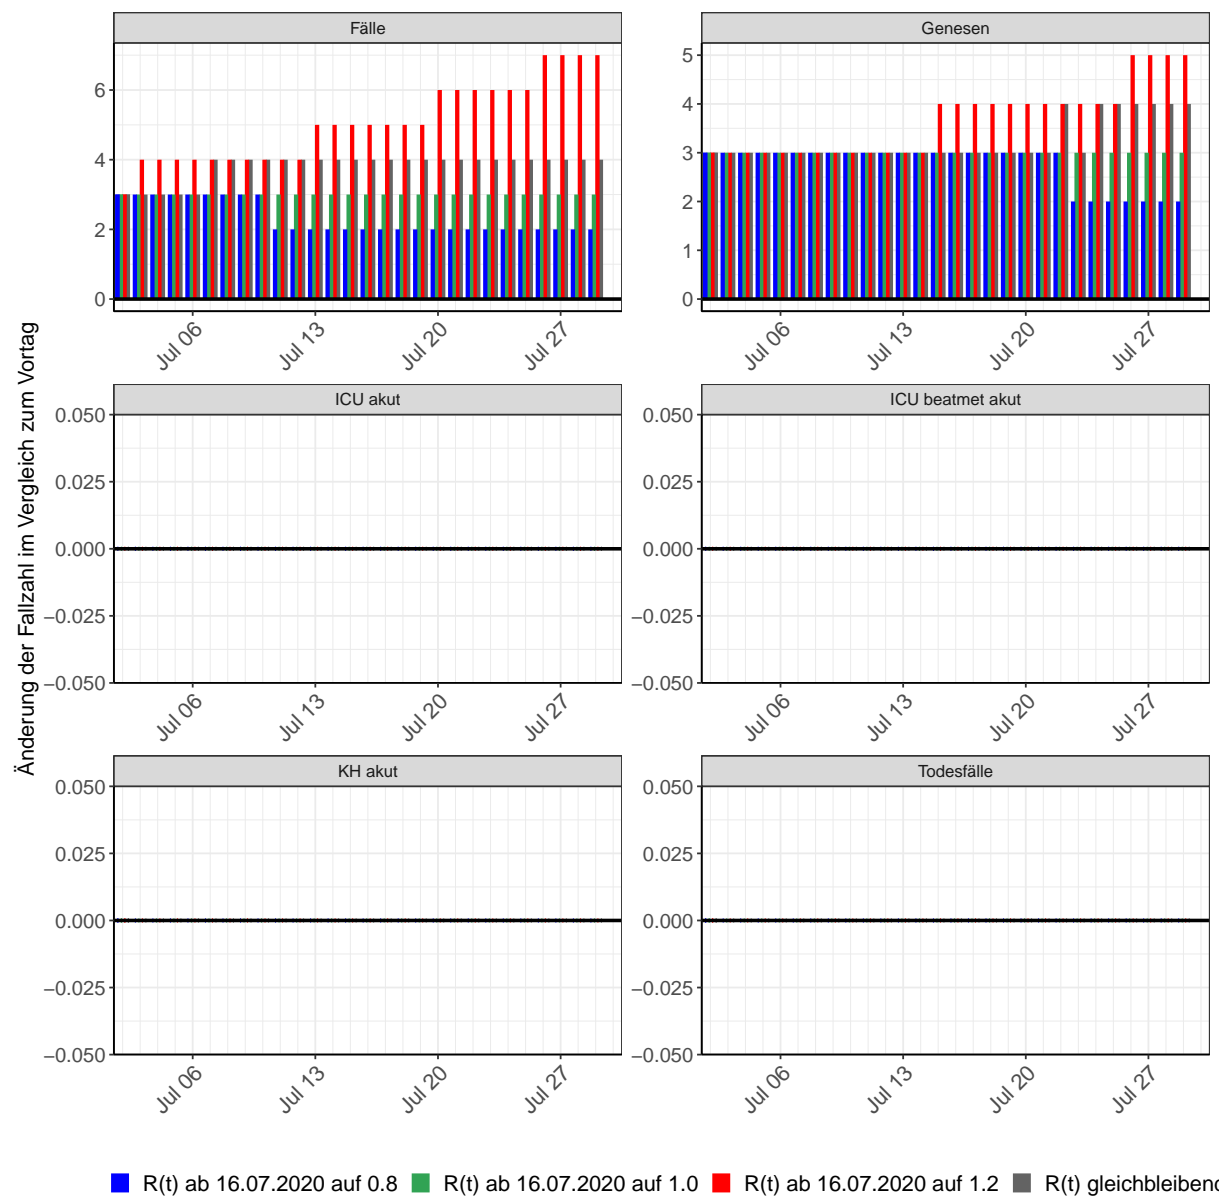 Fälle
Genesen
6
4
2
0
5
4
3
2
1
0
Jul 06
Jul 13
Jul 20
Jul 27
Jul 06
Jul 13
Jul 20
Jul 27
Änderung der Fallzahl im Vergleich zum Vortag
ICU akut
ICU beatmet akut
0.050
0.025
0.000
−0.025
−0.050
0.050
0.025
0.000
−0.025
−0.050
Jul 06
Jul 13
Jul 20
Jul 27
Jul 06
Jul 13
Jul 20
Jul 27
KH akut
Todesfälle
0.050
0.025
0.000
−0.025
−0.050
0.050
0.025
0.000
−0.025
−0.050
Jul 06
Jul 13
Jul 20
Jul 27
Jul 06
Jul 13
Jul 20
Jul 27
R(t) ab 16.07.2020 auf 0.8
R(t) ab 16.07.2020 auf 1.0
R(t) ab 16.07.2020 auf 1.2
R(t) gleichbleibend